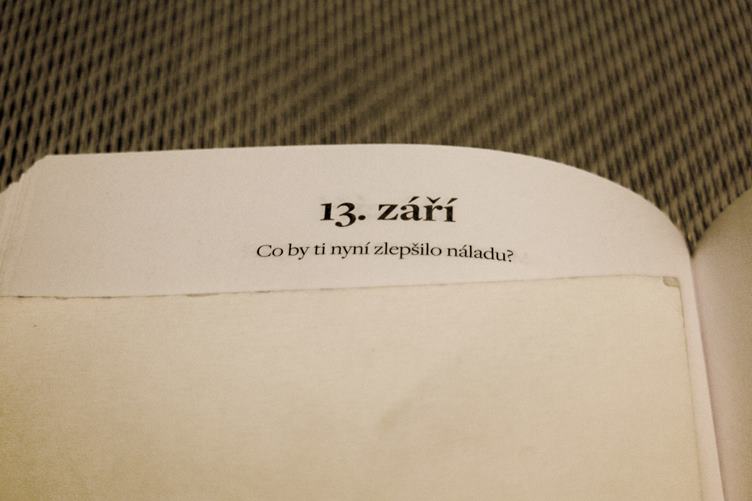 13. září
Co by ti nyní zlepšilo náladu?